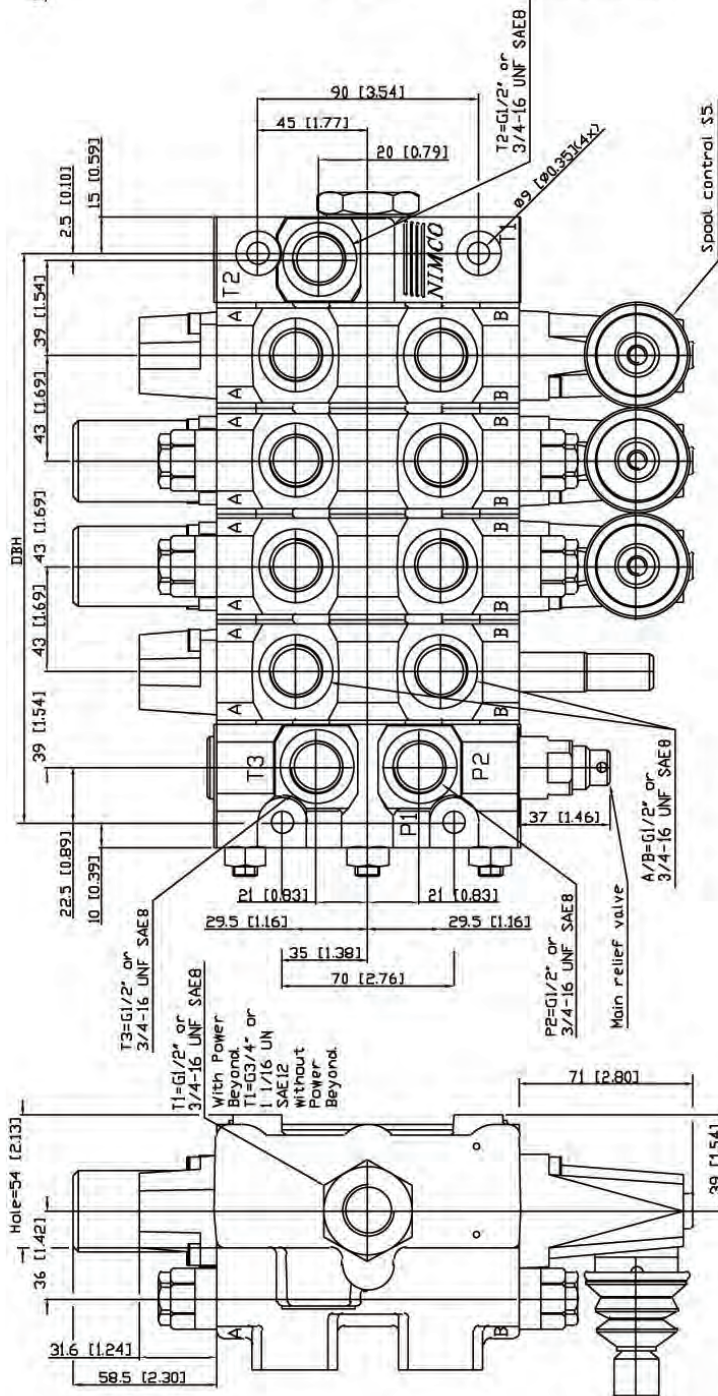 DBH
22.5 [0.89]
39 [1.54]
43 [1.69]
43 [1.69]
43 [1.69]
39 [1.54]
2.5 [0.10]
10 [0.39]
15 [0.59]
T3=G1/2" or
3/4-16 UNF SAE8
T3
T2
A
A
A
A
A
A
A
A
B
B
B
B
B
B
B
B
P1
P2
T1
NIMCO
21 [0.83]
21 [0.83]
29.5 [1.16]
29.5 [1.16]
35 [1.38]
70 [2.76]
45 [1.77]
90 [3.54]
20 [0.79]
T2=G1/2" or
3/4-16 UNF SAE8
ø9 [ø0.35](4x)
37 [1.46]
P2=G1/2" or
3/4-16 UNF SAE8
Main relief valve
A/B=G1/2" or
3/4-16 UNF SAE8
Spool control S5.
T1=G1/2" or
3/4-16 UNF SAE8
With Power
Beyond.
T1=G3/4" or
1 1/16 UN
SAE12
without
Power
Beyond.
Hole=54 [2.13]
36 [1.42]
31.6 [1.24]
58.5 [2.30]
A
B
71 [2.80]
39 [1.54]